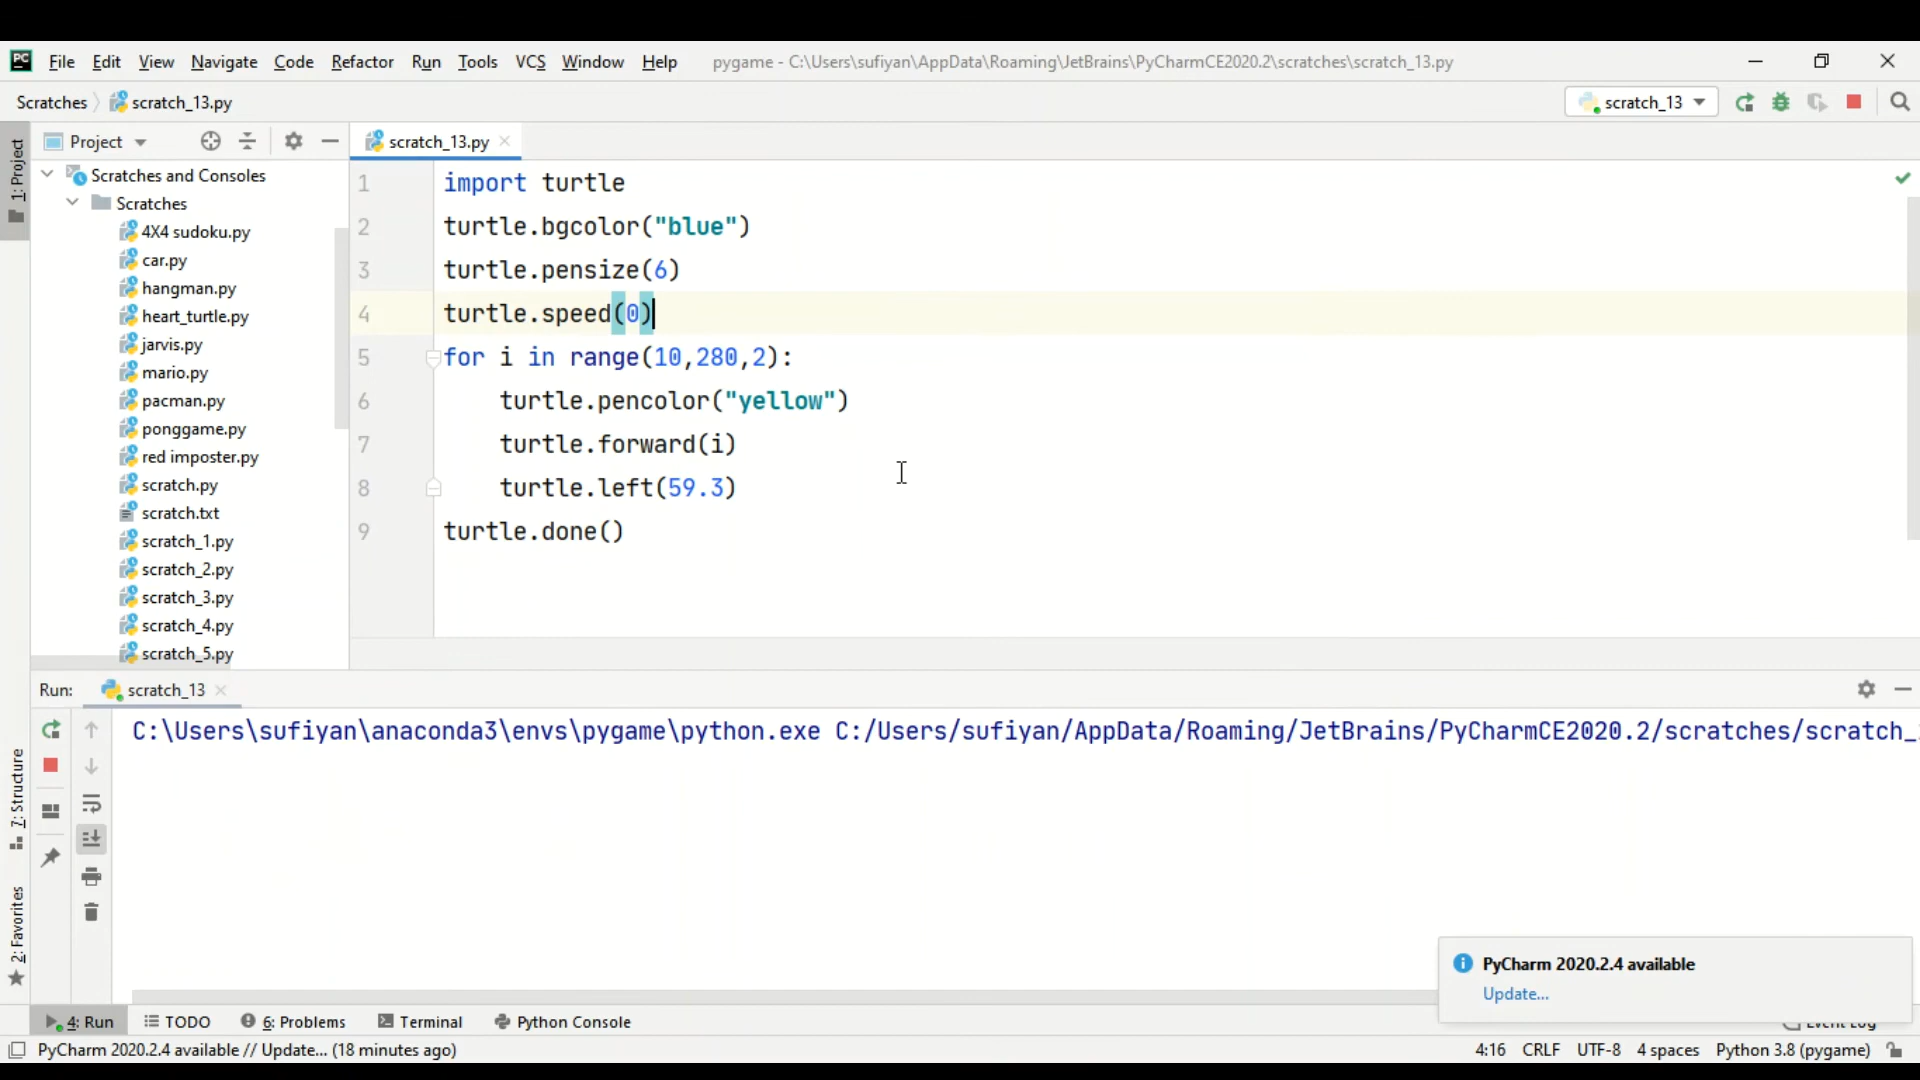 PC File Edit View Navigate Code Refactor Run Tools VCS Window Help pygame - C:\Users\sufiyan\AppData\Roaming\JetBrains\PyCharmCE2020.2\scratches\scratch_13.py
Scratches scratch_13.py scratch_13
1: Project
Project
scratch_13.py
Scratches and Consoles
Scratches
4X4 sudoku.py
car.py
hangman.py
heart_turtle.py
jarvis.py
mario.py
pacman.py
ponggame.py
red imposter.py
scratch.py
scratch.txt
scratch_1.py
scratch_2.py
scratch_3.py
scratch_4.py
scratch_5.py
1 import turtle
2 turtle.bgcolor("blue")
3 turtle.pensize(6)
4 turtle.speed(0)
5 for i in range(10,280,2):
6 turtle.pencolor("yellow")
7 turtle.forward(i)
8 turtle.left(59.3)
9 turtle.done()
Run: scratch_13
C:\Users\sufiyan\anaconda3\envs\pygame\python.exe C:/Users/sufiyan/AppData/Roaming/JetBrains/PyCharmCE2020.2/scratches/scratch_
7: Structure
2: Favorites
PyCharm 2020.2.4 available
Update...
4: Run TODO 6: Problems Terminal Python Console Event Log
PyCharm 2020.2.4 available // Update... (18 minutes ago) 4:16 CRLF UTF-8 4 spaces Python 3.8 (pygame)